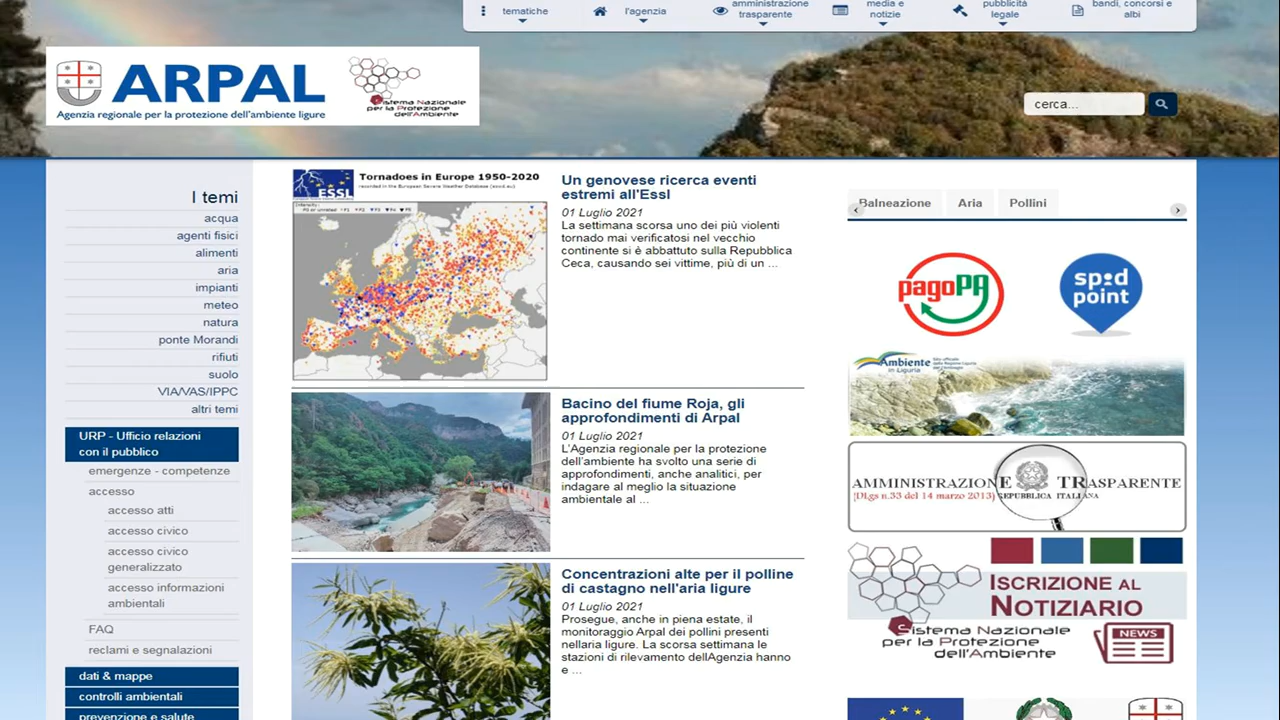 tematiche
l'agenzia
amministrazione
trasparente
media e
notizie
pubblicità
legale
bandi, concorsi e
albi
ARPAL
Agenzia regionale per la protezione dell'ambiente ligure
Sistema Nazionale
per la Protezione
dell'Ambiente
cerca...
I temi
acqua
agenti fisici
alimenti
aria
impianti
meteo
natura
ponte Morandi
rifiuti
suolo
VIA/VAS/IPPC
altri temi
URP - Ufficio relazioni
con il pubblico
emergenze - competenze
accesso
accesso atti
accesso civico
accesso civico
generalizzato
accesso informazioni
ambientali
FAQ
reclami e segnalazioni
dati & mappe
controlli ambientali
prevenzione e salute
ESSL
Tornadoes in Europe 1950-2020
recorded in the European Severe Weather Database (eswd.eu)
Un genovese ricerca eventi
estremi all'Essl
01 Luglio 2021
La settimana scorsa uno dei più violenti
tornado mai verificatosi nel vecchio
continente si è abbattuto sulla Repubblica
Ceca, causando sei vittime, più di un ...
Bacino del fiume Roja, gli
approfondimenti di Arpal
01 Luglio 2021
L'Agenzia regionale per la protezione
dell'ambiente ha svolto una serie di
approfondimenti, anche analitici, per
indagare al meglio la situazione
ambientale al ...
Concentrazioni alte per il polline
di castagno nell'aria ligure
01 Luglio 2021
Prosegue, anche in piena estate, il
monitoraggio Arpal dei pollini presenti
nellaria ligure. La scorsa settimana le
stazioni di rilevamento dellAgenzia hanno
e ...
Balneazione
Aria
Pollini
pagoPA
spid
point
Ambiente
in Liguria
AMMINISTRAZIONE TRASPARENTE
(Dlgs n.33 del 14 marzo 2013)
REPUBBLICA ITALIANA
ISCRIZIONE AL
NOTIZIARIO
Sistema Nazionale
per la Protezione
dell'Ambiente
NEWS